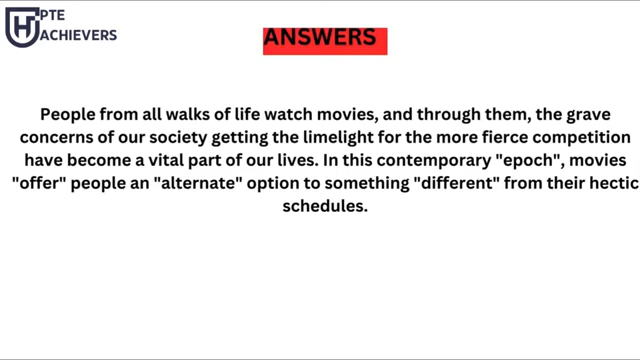 PTE
ACHIEVERS
ANSWERS
People from all walks of life watch movies, and through them, the grave
concerns of our society getting the limelight for the more fierce competition
have become a vital part of our lives. In this contemporary "epoch", movies
"offer" people an "alternate" option to something "different" from their hectic
schedules.